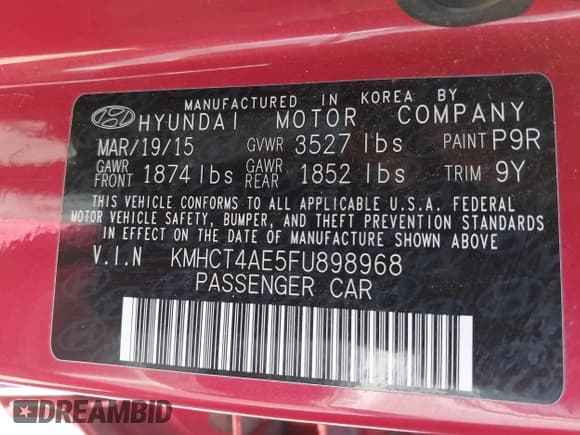 MANUFACTURED IN KOREA BY
HYUNDAI MOTOR COMPANY
MAR/19/15 GVWR 3527 lbs PAINT P9R
GAWR FRONT 1874 lbs GAWR REAR 1852 lbs TRIM 9Y
THIS VEHICLE CONFORMS TO ALL APPLICABLE U.S.A. FEDERAL
MOTOR VEHICLE SAFETY, BUMPER, AND THEFT PREVENTION STANDARDS
IN EFFECT ON THE DATE OF MANUFACTURE SHOWN ABOVE.
V.I.N KMHCT4AE5FU898968
PASSENGER CAR
DREAMBID